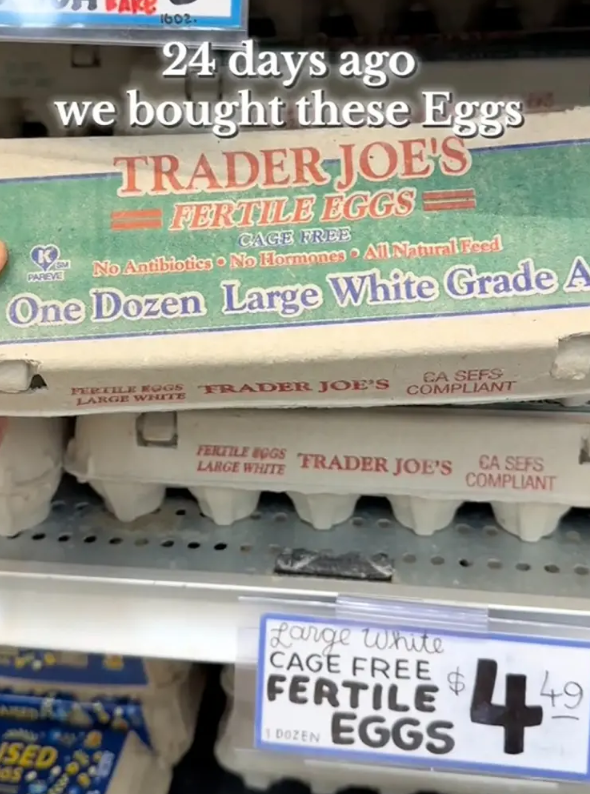 BAKE
16OZ.
24 days ago
we bought these Eggs
TRADER JOE'S
FERTILE EGGS
CAGE FREE
No Antibiotics • No Hormones • All Natural Feed
K
PAREVE
One Dozen Large White Grade A
FERTILE EGGS
LARGE WHITE
TRADER JOE'S
CA SEFS
COMPLIANT
FERTILE EGGS
LARGE WHITE
TRADER JOE'S
CA SEFS
COMPLIANT
Large White
CAGE FREE
FERTILE
1 DOZEN EGGS
$4.49